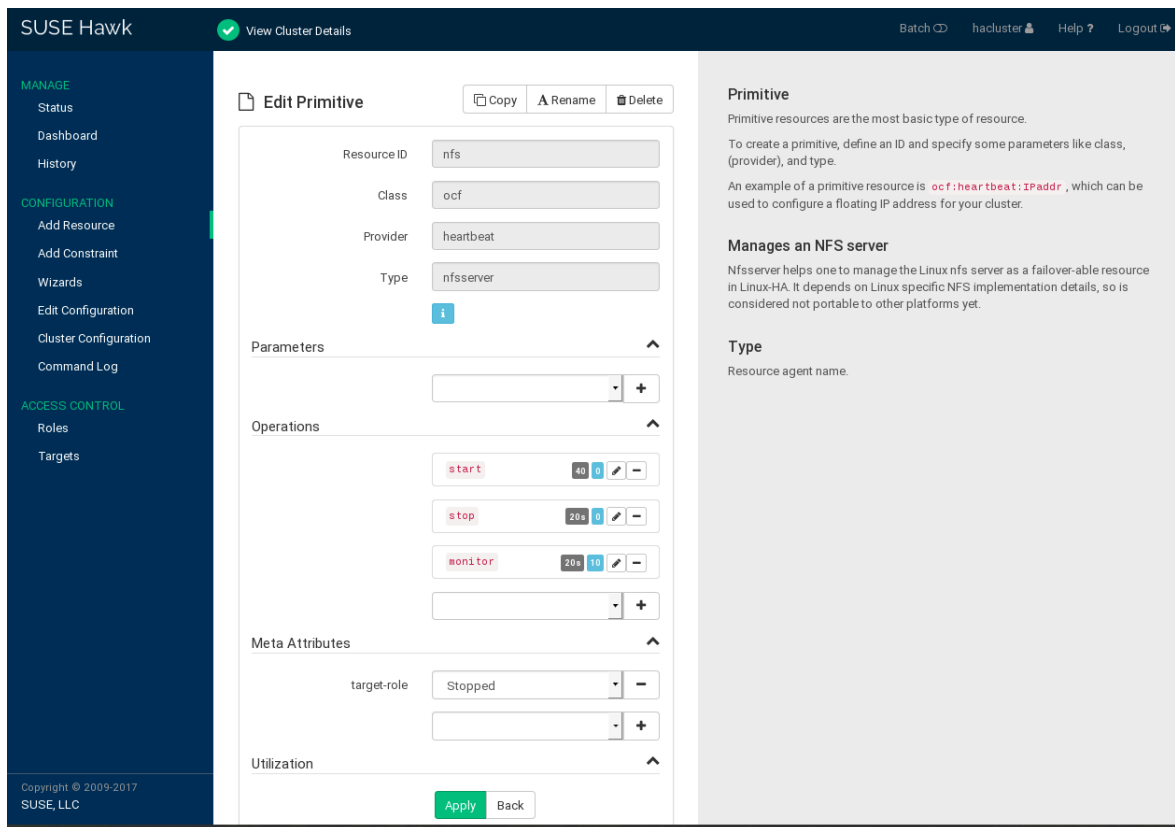 SUSE Hawk
View Cluster Details
Batch
hacluster
Help ?
Logout
MANAGE
Status
Dashboard
History
CONFIGURATION
Add Resource
Add Constraint
Wizards
Edit Configuration
Cluster Configuration
Command Log
ACCESS CONTROL
Roles
Targets
Copyright © 2009-2017
SUSE, LLC
Edit Primitive
Copy
Rename
Delete
Resource ID nfs
Class ocf
Provider heartbeat
Type nfsserver
i
Parameters
Operations
start 40 0
stop 20s 0
monitor 20s 10
Meta Attributes
target-role Stopped
Utilization
Apply Back
Primitive
Primitive resources are the most basic type of resource.
To create a primitive, define an ID and specify some parameters like class,
(provider), and type.
An example of a primitive resource is ocf:heartbeat:IPaddr , which can be
used to configure a floating IP address for your cluster.
Manages an NFS server
Nfsserver helps one to manage the Linux nfs server as a failover-able resource
in Linux-HA. It depends on Linux specific NFS implementation details, so is
considered not portable to other platforms yet.
Type
Resource agent name.